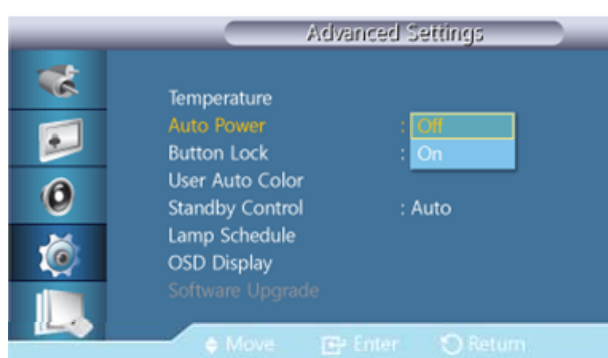 Advanced Settings
Temperature
Auto Power : Off
Button Lock : On
User Auto Color
Standby Control : Auto
Lamp Schedule
OSD Display
Software Upgrade
Move Enter Return